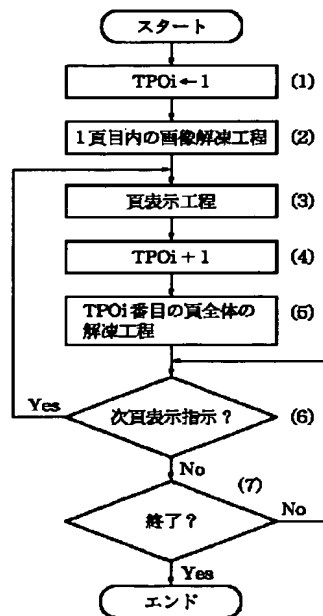 スタート
TPOi←1
(1)
1頁目内の画像解凍工程
(2)
頁表示工程
(3)
TPOi+1
(4)
TPOi番目の頁全体の
解凍工程
(5)
Yes
次頁表示指示？
(6)
No
(7)
終了？
No
Yes
エンド